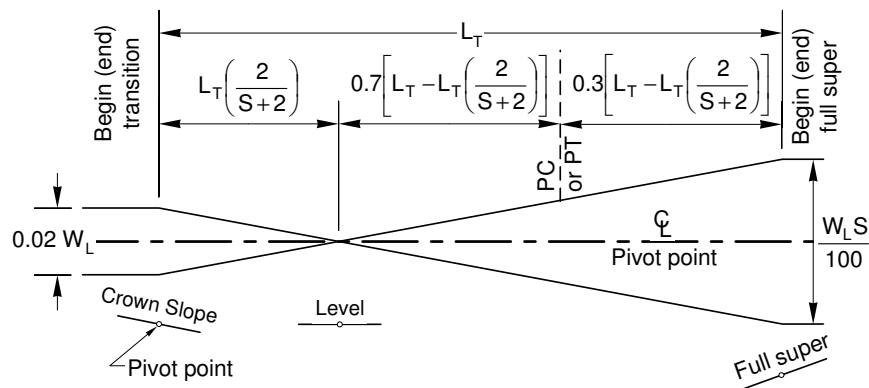 L_T
Begin (end)
transition
L_T(2/(S+2))
0.7[L_T – L_T(2/(S+2))]
0.3[L_T – L_T(2/(S+2))]
Begin (end)
full super
PC
or PT
0.02 W_L
℄
Pivot point
W_L S/100
Crown Slope
Level
Pivot point
Full super